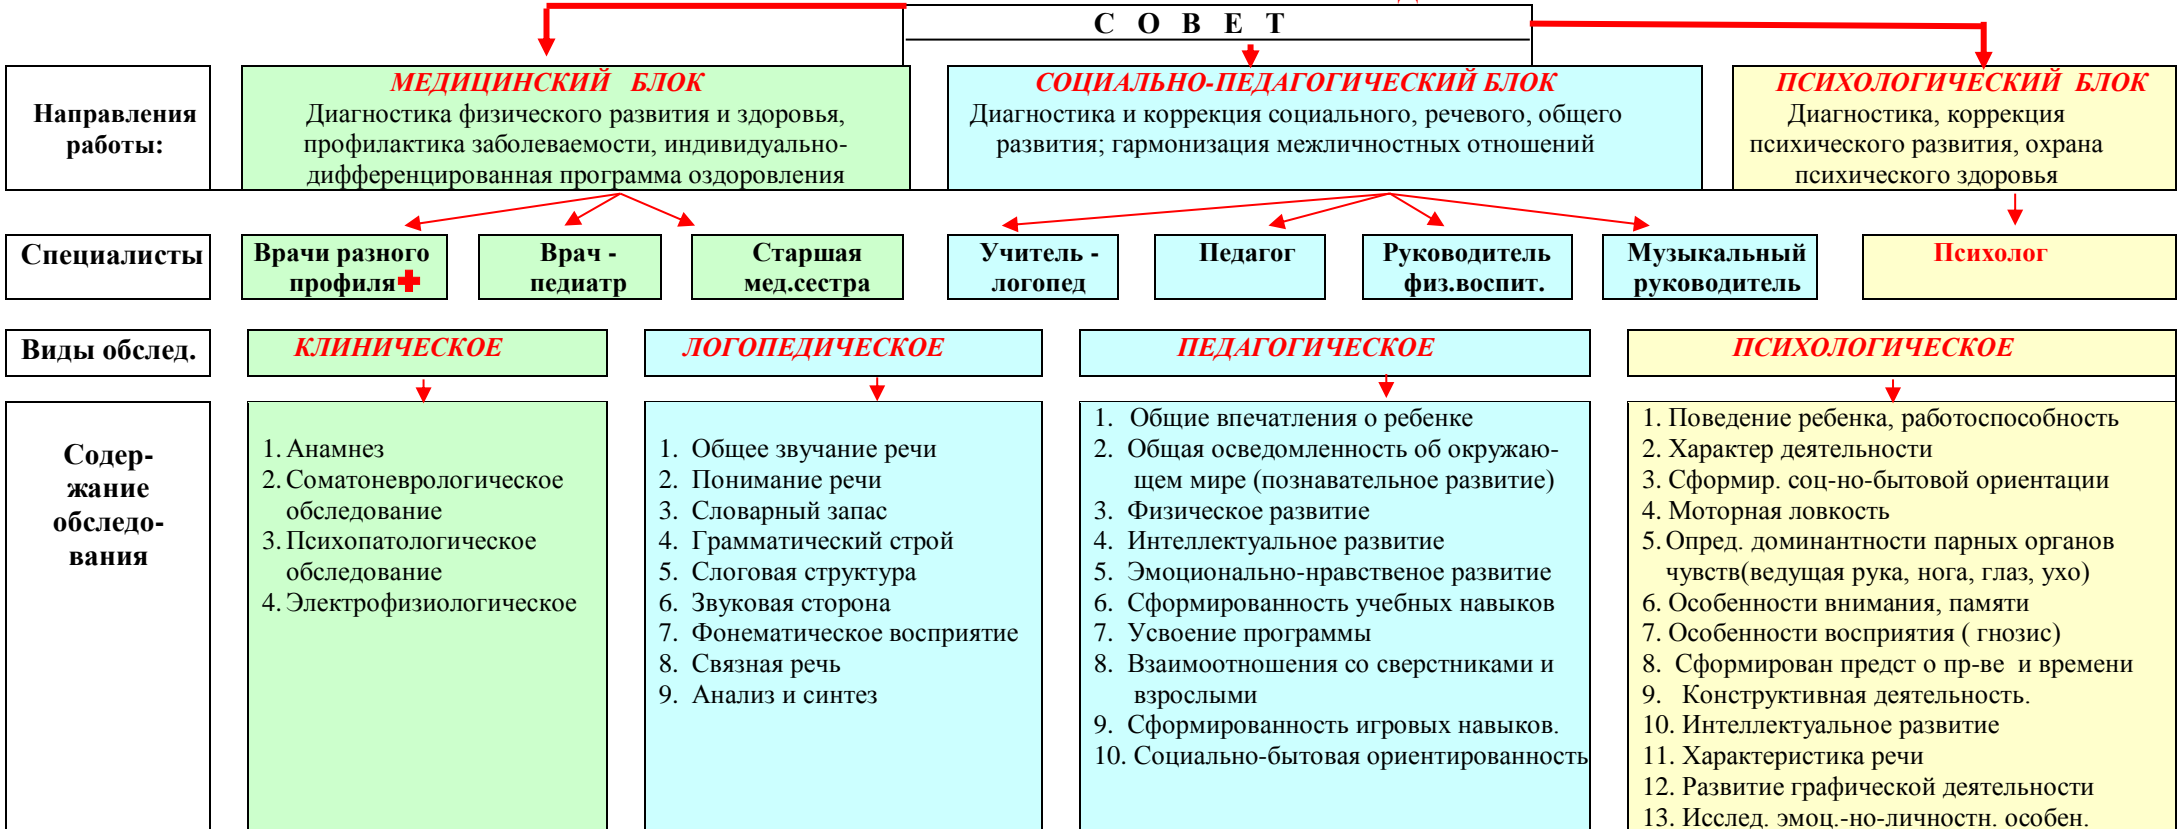 С О В Е Т
Направления
работы:
МЕДИЦИНСКИЙ БЛОК
Диагностика физического развития и здоровья,
профилактика заболеваемости, индивидуально-
дифференцированная программа оздоровления
СОЦИАЛЬНО-ПЕДАГОГИЧЕСКИЙ БЛОК
Диагностика и коррекция социального, речевого, общего
развития; гармонизация межличностных отношений
ПСИХОЛОГИЧЕСКИЙ БЛОК
Диагностика, коррекция
психического развития, охрана
психического здоровья
Специалисты
Врачи разного
профиля
Врач -
педиатр
Старшая
мед.сестра
Учитель -
логопед
Педагог
Руководитель
физ.воспит.
Музыкальный
руководитель
Психолог
Виды обслед.
КЛИНИЧЕСКОЕ
ЛОГОПЕДИЧЕСКОЕ
ПЕДАГОГИЧЕСКОЕ
ПСИХОЛОГИЧЕСКОЕ
Содер-
жание
обследо-
вания
1. Анамнез
2. Соматоневрологическое
обследование
3. Психопатологическое
обследование
4. Электрофизиологическое
1. Общее звучание речи
2. Понимание речи
3. Словарный запас
4. Грамматический строй
5. Слоговая структура
6. Звуковая сторона
7. Фонематическое восприятие
8. Связная речь
9. Анализ и синтез
1. Общие впечатления о ребенке
2. Общая осведомленность об окружаю-
щем мире (познавательное развитие)
3. Физическое развитие
4. Интеллектуальное развитие
5. Эмоционально-нравственое развитие
6. Сформированность учебных навыков
7. Усвоение программы
8. Взаимоотношения со сверстниками и
взрослыми
9. Сформированность игровых навыков.
10. Социально-бытовая ориентированность
1. Поведение ребенка, работоспособность
2. Характер деятельности
3. Сформир. соц-но-бытовой ориентации
4. Моторная ловкость
5. Опред. доминантности парных органов
чувств(ведущая рука, нога, глаз, ухо)
6. Особенности внимания, памяти
7. Особенности восприятия ( гнозис)
8. Сформирован предст о пр-ве и времени
9. Конструктивная деятельность.
10. Интеллектуальное развитие
11. Характеристика речи
12. Развитие графической деятельности
13. Исслед. эмоц.-но-личностн. особен.